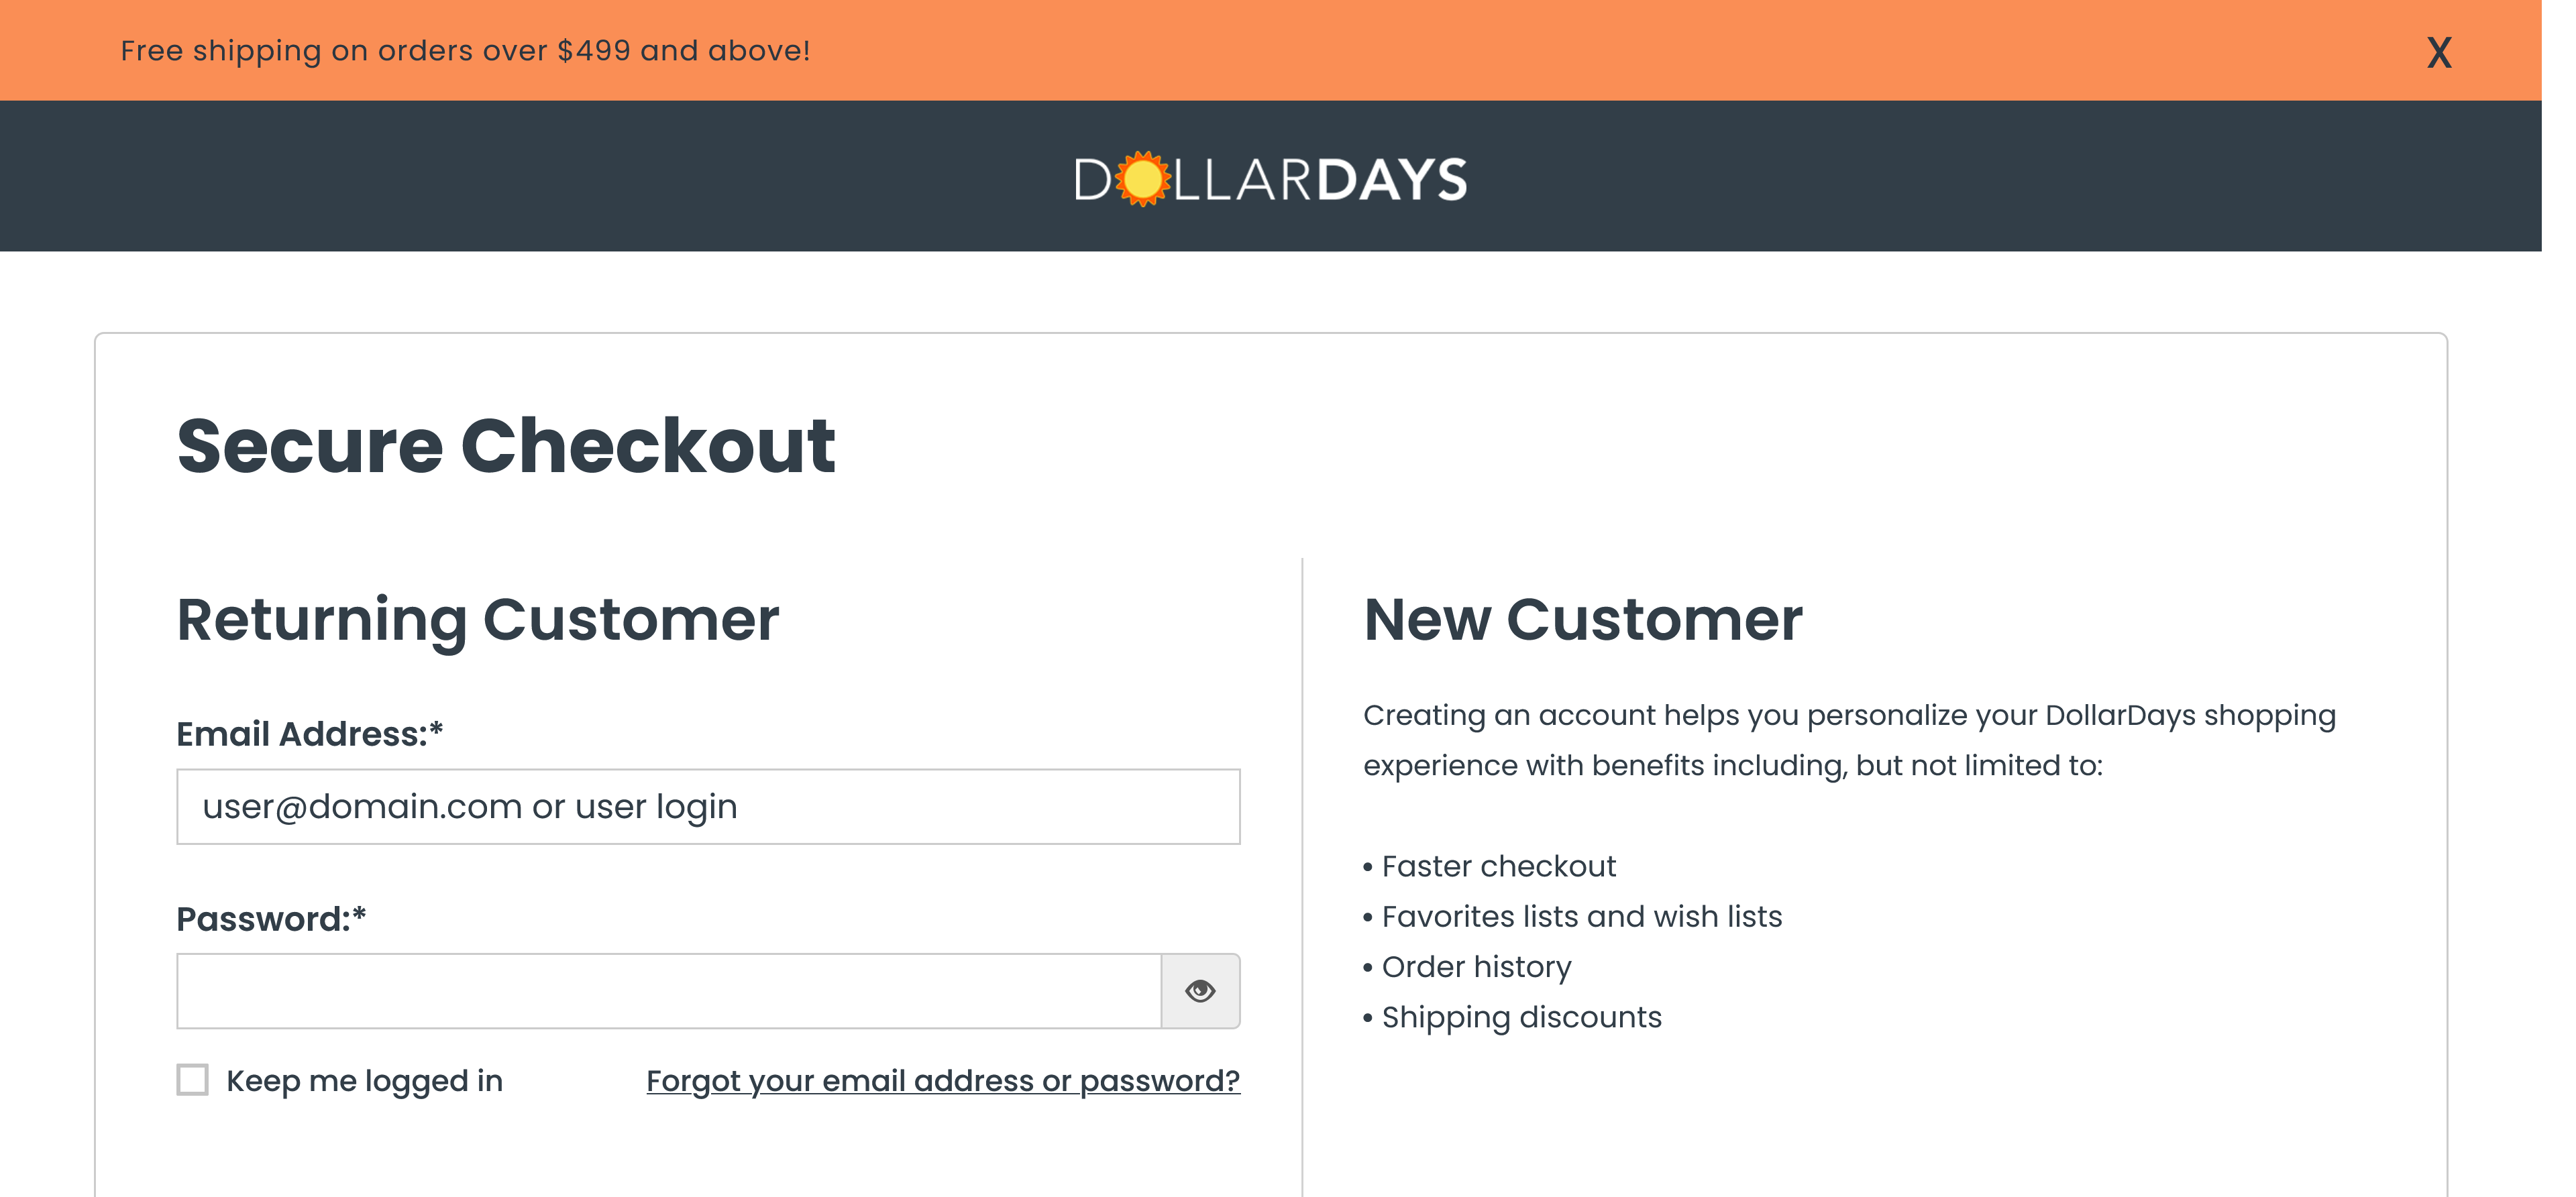 Free shipping on orders over $499 and above!
X
DOLLARDAYS
Secure Checkout
Returning Customer
Email Address:*
user@domain.com or user login
Password:*
Keep me logged in
Forgot your email address or password?
New Customer
Creating an account helps you personalize your DollarDays shopping
experience with benefits including, but not limited to:
• Faster checkout
• Favorites lists and wish lists
• Order history
• Shipping discounts